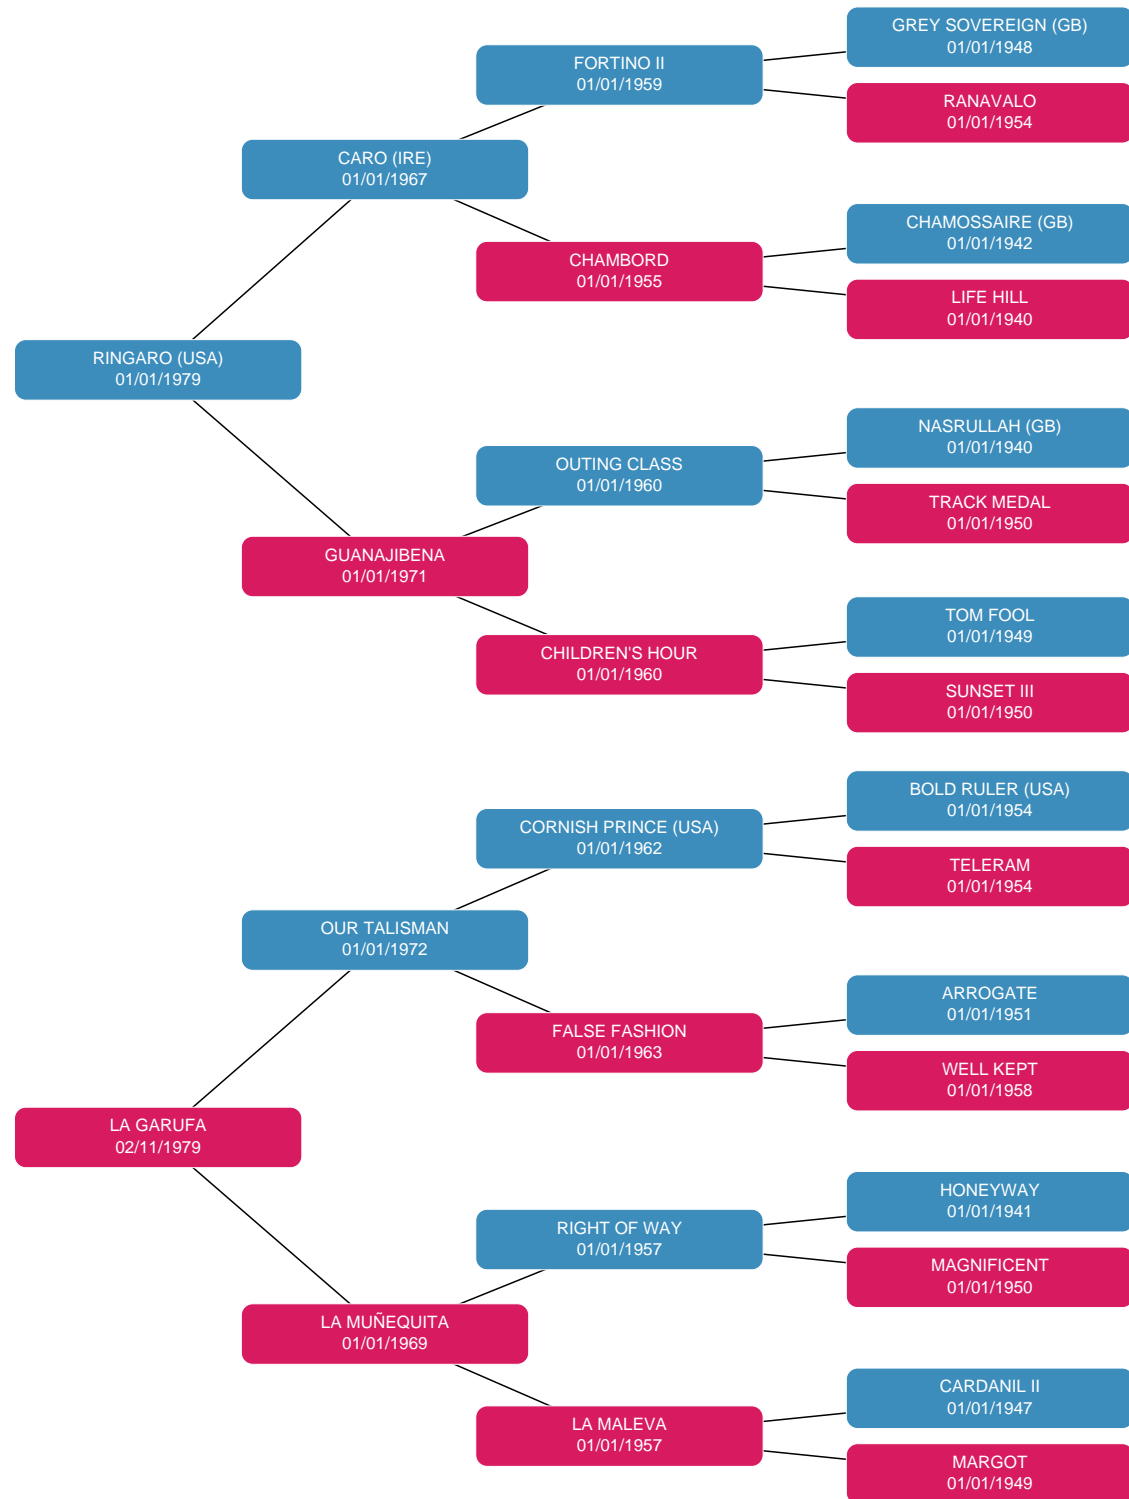 GREY SOVEREIGN (GB)
01/01/1948
FORTINO II
01/01/1959
RANAVALO
01/01/1954
CARO (IRE)
01/01/1967
CHAMOSSAIRE (GB)
01/01/1942
CHAMBORD
01/01/1955
LIFE HILL
01/01/1940
RINGARO (USA)
01/01/1979
NASRULLAH (GB)
01/01/1940
OUTING CLASS
01/01/1960
TRACK MEDAL
01/01/1950
GUANAJIBENA
01/01/1971
TOM FOOL
01/01/1949
CHILDREN'S HOUR
01/01/1960
SUNSET III
01/01/1950
BOLD RULER (USA)
01/01/1954
CORNISH PRINCE (USA)
01/01/1962
TELERAM
01/01/1954
OUR TALISMAN
01/01/1972
ARROGATE
01/01/1951
FALSE FASHION
01/01/1963
WELL KEPT
01/01/1958
LA GARUFA
02/11/1979
HONEYWAY
01/01/1941
RIGHT OF WAY
01/01/1957
MAGNIFICENT
01/01/1950
LA MUÑEQUITA
01/01/1969
CARDANIL II
01/01/1947
LA MALEVA
01/01/1957
MARGOT
01/01/1949